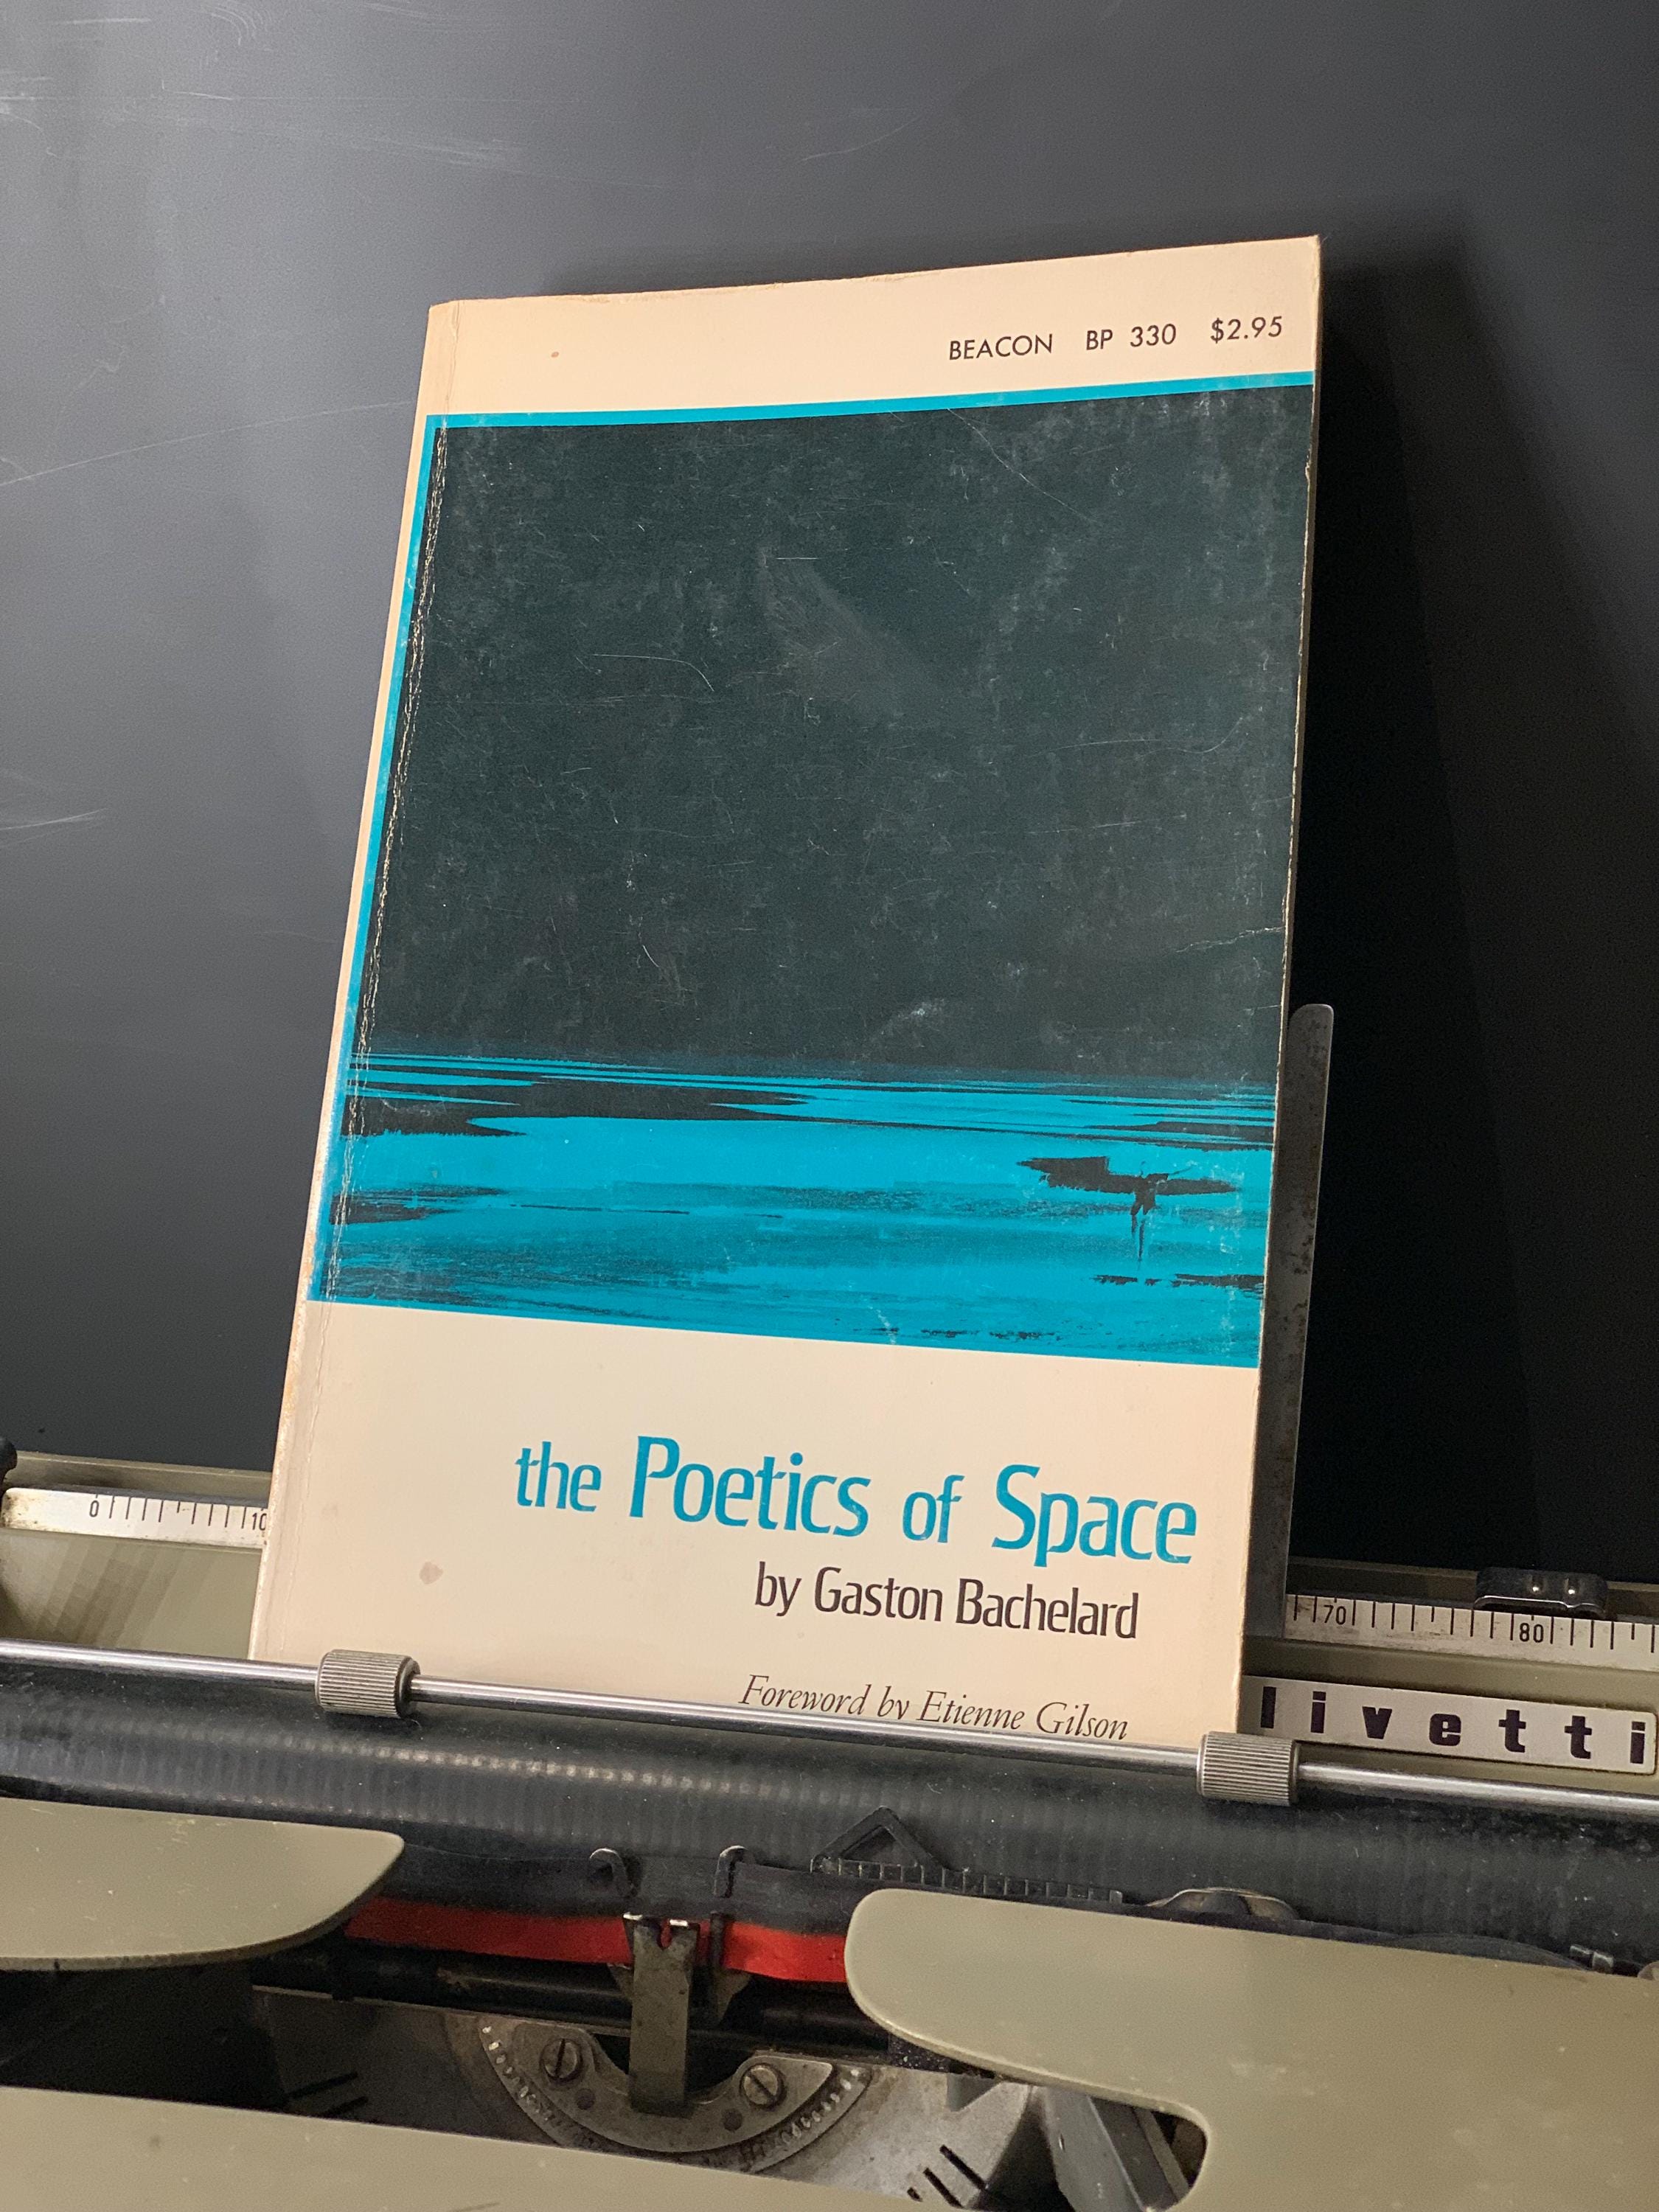 BEACON BP 330 $2.95
the Poetics of Space
by Gaston Bachelard
Foreword by Etienne Gilson
0 10
70 80
livetti